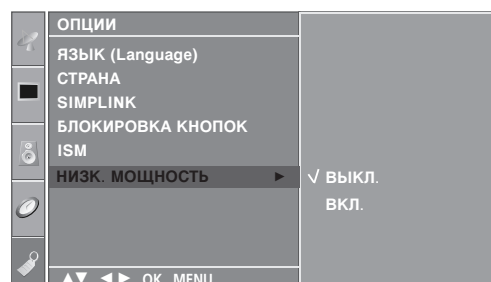 ОПЦИИ
ЯЗЫК (Language)
СТРАНА
SIMPLINK
БЛОКИРОВКА КНОПОК
ISM
НИЗК. МОЩНОСТЬ ►
√ ВЫКЛ.
ВКЛ.
▲▼ ◄► OK MENU